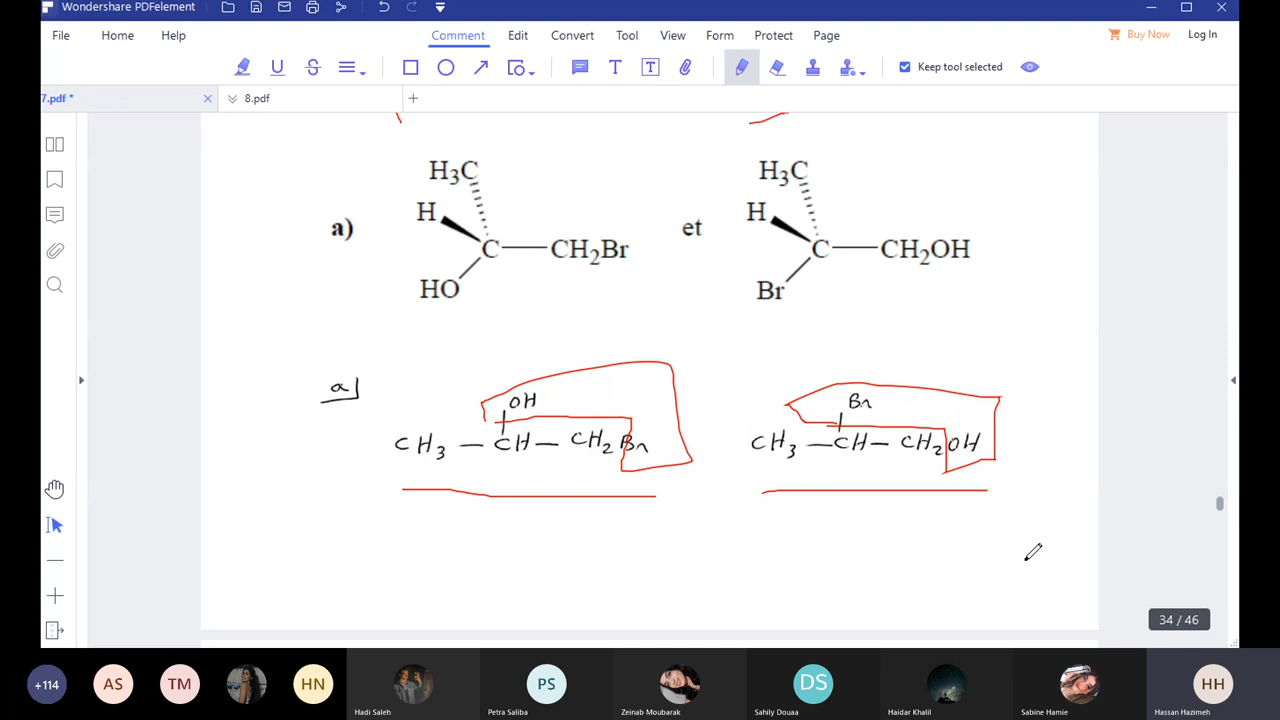 Wondershare PDFelement
File Home Help Comment Edit Convert Tool View Form Protect Page Buy Now Log In
Keep tool selected
7.pdf * 8.pdf
a)
H3C
H
C CH2Br
HO
et
H3C
H
C CH2OH
Br
a)
OH
CH3 — CH — CH2Br
Br
CH3 — CH — CH2OH
34 / 46
+114 AS TM HN PS DS HH
Hadi Saleh Petra Saliba Zeinab Moubarak Sahily Douaa Haidar Khalil Sabine Hamie Hassan Hazimeh